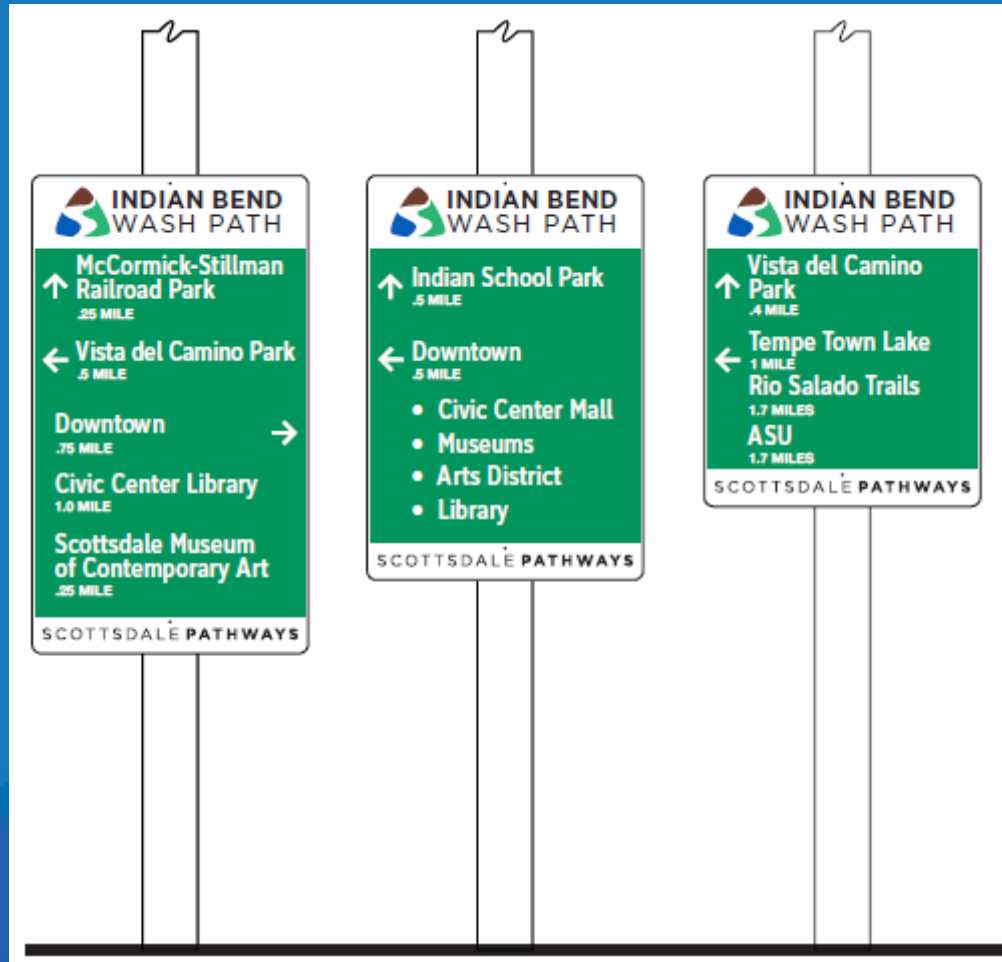 INDIAN BEND
WASH PATH
McCormick-Stillman
Railroad Park
.25 MILE
Vista del Camino Park
.5 MILE
Downtown
.75 MILE
Civic Center Library
1.0 MILE
Scottsdale Museum
of Contemporary Art
.25 MILE
SCOTTSDALE PATHWAYS
INDIAN BEND
WASH PATH
Indian School Park
.5 MILE
Downtown
.5 MILE
• Civic Center Mall
• Museums
• Arts District
• Library
SCOTTSDALE PATHWAYS
INDIAN BEND
WASH PATH
Vista del Camino
Park
.4 MILE
Tempe Town Lake
1 MILE
Rio Salado Trails
1.7 MILES
ASU
1.7 MILES
SCOTTSDALE PATHWAYS